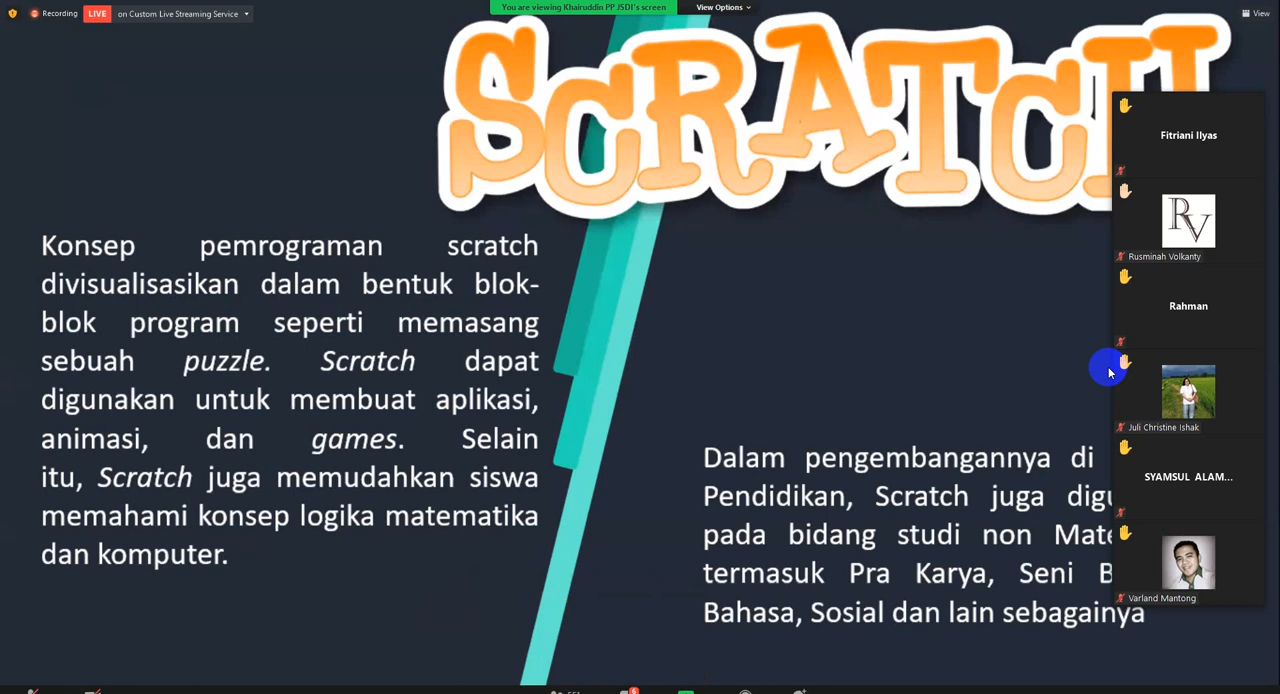 Recording
LIVE
on Custom Live Streaming Service
You are viewing Khairuddin PP JSDI's screen
View Options
View
Konsep pemrograman scratch
divisualisasikan dalam bentuk blok-
blok program seperti memasang
sebuah puzzle. Scratch dapat
digunakan untuk membuat aplikasi,
animasi, dan games. Selain
itu, Scratch juga memudahkan siswa
memahami konsep logika matematika
dan komputer.
Dalam pengembangannya di
Pendidikan, Scratch juga
pada bidang studi non
termasuk Pra Karya, Seni
Bahasa, Sosial dan lain sebagainya
Fitriani Ilyas
RV
Rusminah Volkanty
Rahman
Juli Christine Ishak
SYAMSUL ALAM...
Varland Mantong
6